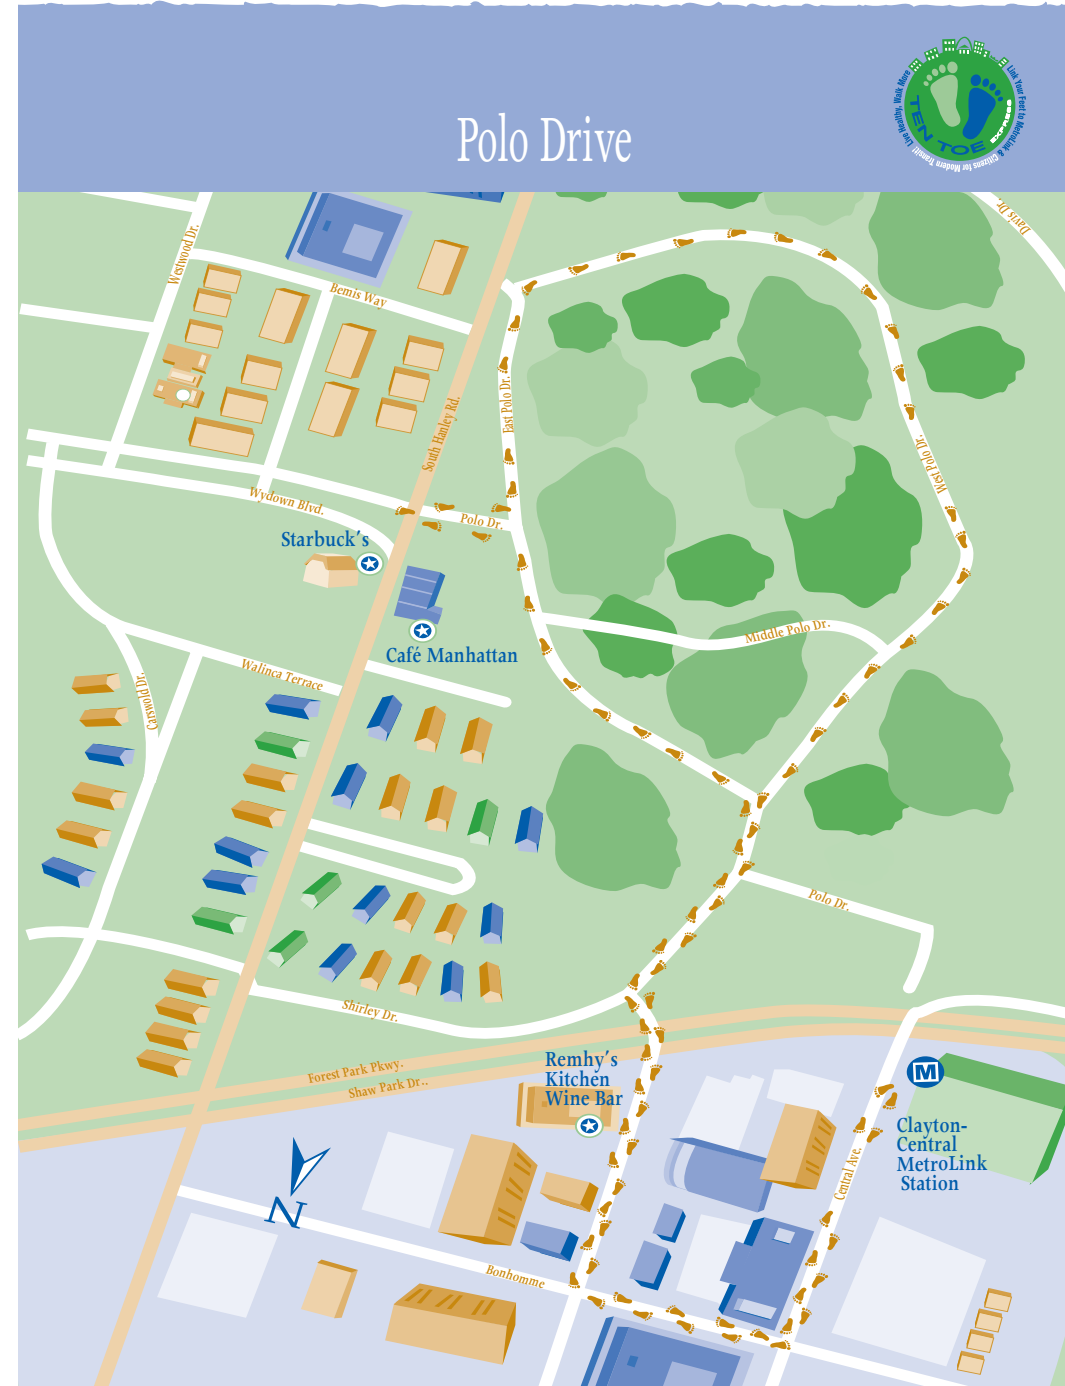 Polo Drive
Live Healthy, Walk More
Link Your Feet to MetroLink &
Citizens for Modern Transit!
TEN TOE EXPRESS
Davis Dr.
Westwood Dr.
Bemis Way
East Polo Dr.
South Hanley Rd.
West Polo Dr.
Wydown Blvd.
Polo Dr.
Starbuck's
Middle Polo Dr.
Café Manhattan
Walinca Terrace
Carswold Dr.
Polo Dr.
Shirley Dr.
Forest Park Pkwy.
Shaw Park Dr..
Remhy's
Kitchen
Wine Bar
M
Clayton-
Central
MetroLink
Station
Central Ave.
N
Bonhomme